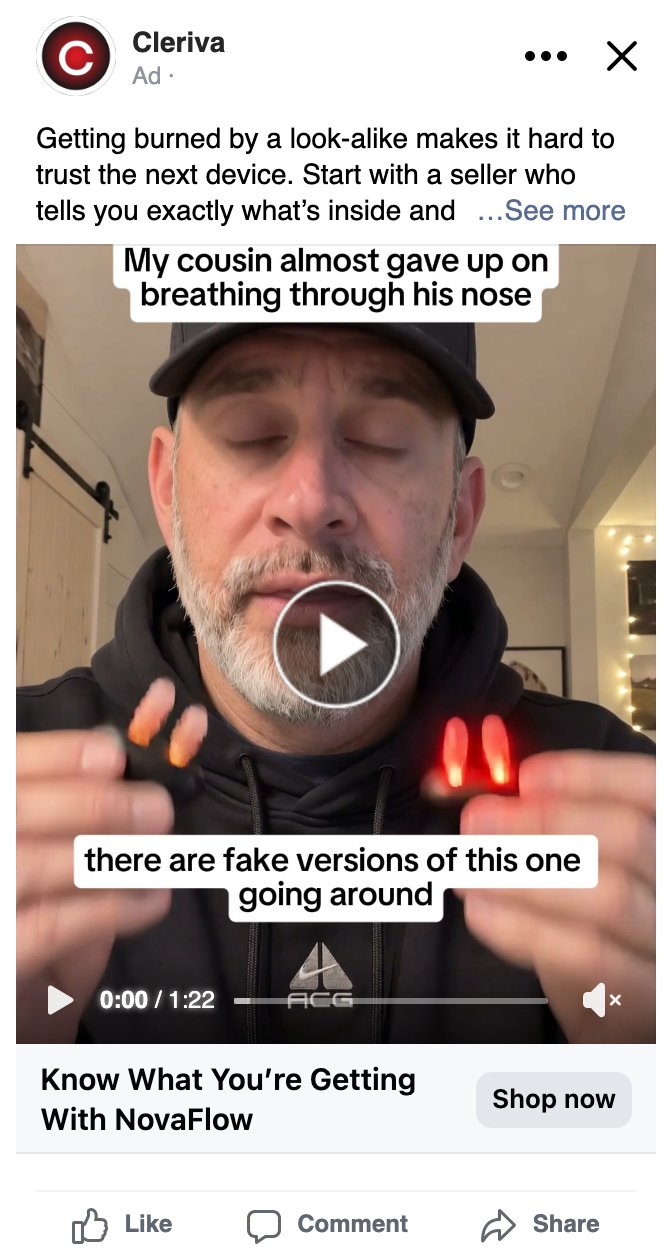 C
Cleriva
Ad ·
Getting burned by a look-alike makes it hard to
trust the next device. Start with a seller who
tells you exactly what’s inside and ...See more
My cousin almost gave up on
breathing through his nose
there are fake versions of this one
going around
ACG
0:00 / 1:22
Know What You’re Getting
With NovaFlow
Shop now
Like
Comment
Share